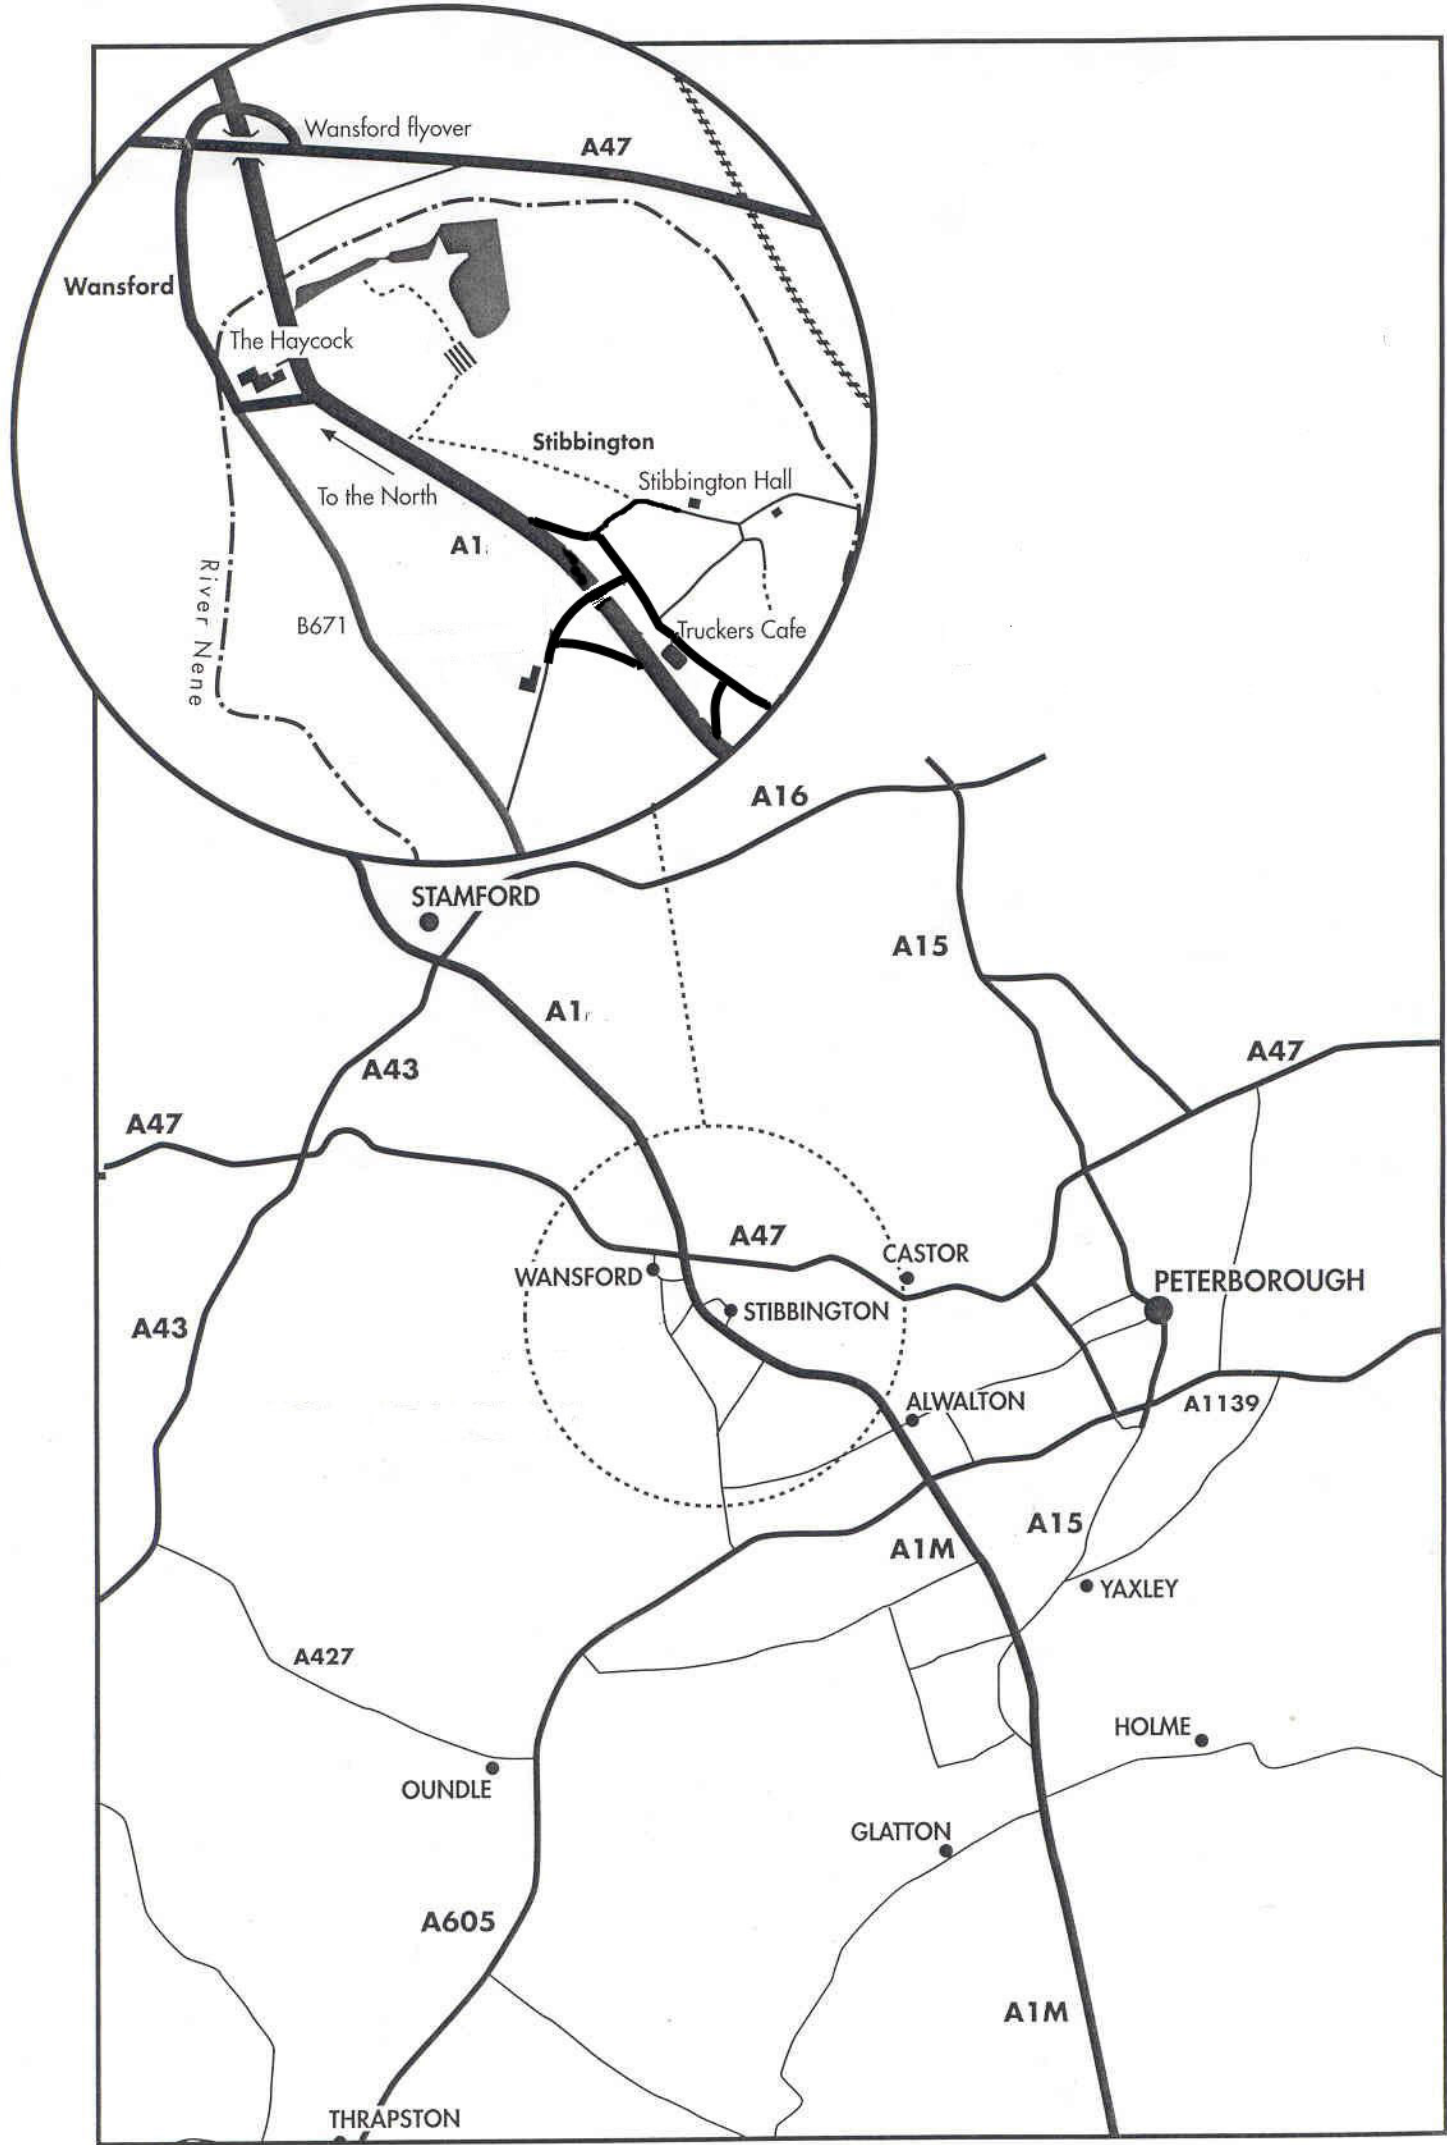 Wansford flyover
A47
Wansford
The Haycock
Stibbington
Stibbington Hall
To the North
A1
River Nene
B671
Truckers Cafe
A16
STAMFORD
A15
A1
A47
A43
A47
A47
CASTOR
WANSFORD
PETERBOROUGH
STIBBINGTON
A43
ALWALTON
A1139
A15
A1M
YAXLEY
A427
HOLME
OUNDLE
GLATTON
A605
A1M
THRAPSTON